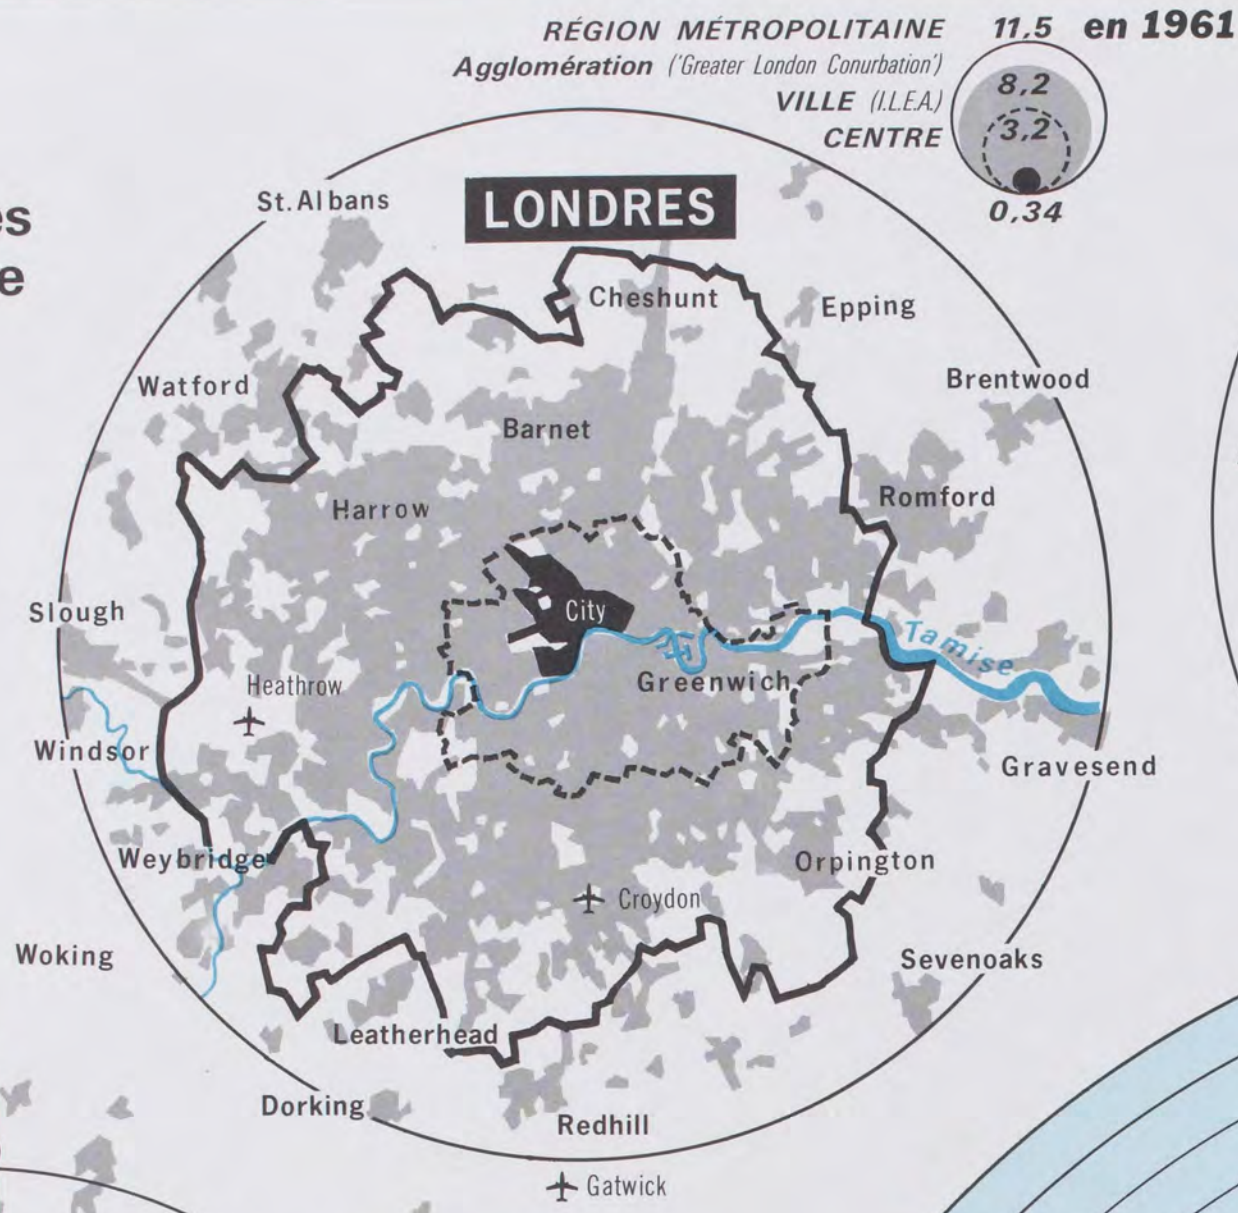 RÉGION MÉTROPOLITAINE 11,5 en 1961
Agglomération ('Greater London Conurbation') 8,2
VILLE (I.L.E.A.) 3,2
CENTRE
0,34
LONDRES
St. Albans
Cheshunt
Epping
Watford
Brentwood
Barnet
Harrow
Romford
Slough
City
Tamise
Heathrow
Greenwich
Windsor
Gravesend
Weybridge
Orpington
Croydon
Woking
Sevenoaks
Leatherhead
Dorking
Redhill
Gatwick